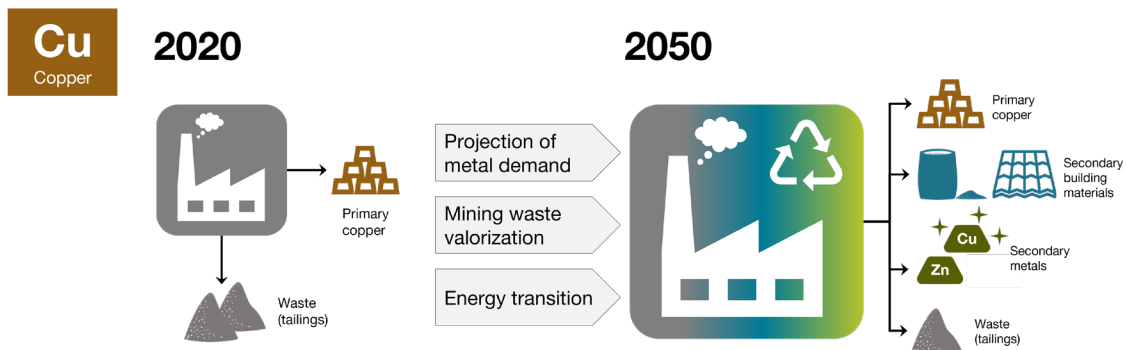 Cu
Copper
2020
2050
Primary
copper
Waste
(tailings)
Projection of
metal demand
Mining waste
valorization
Energy transition
Primary
copper
Secondary
building
materials
Cu
Zn
Secondary
metals
Waste
(tailings)